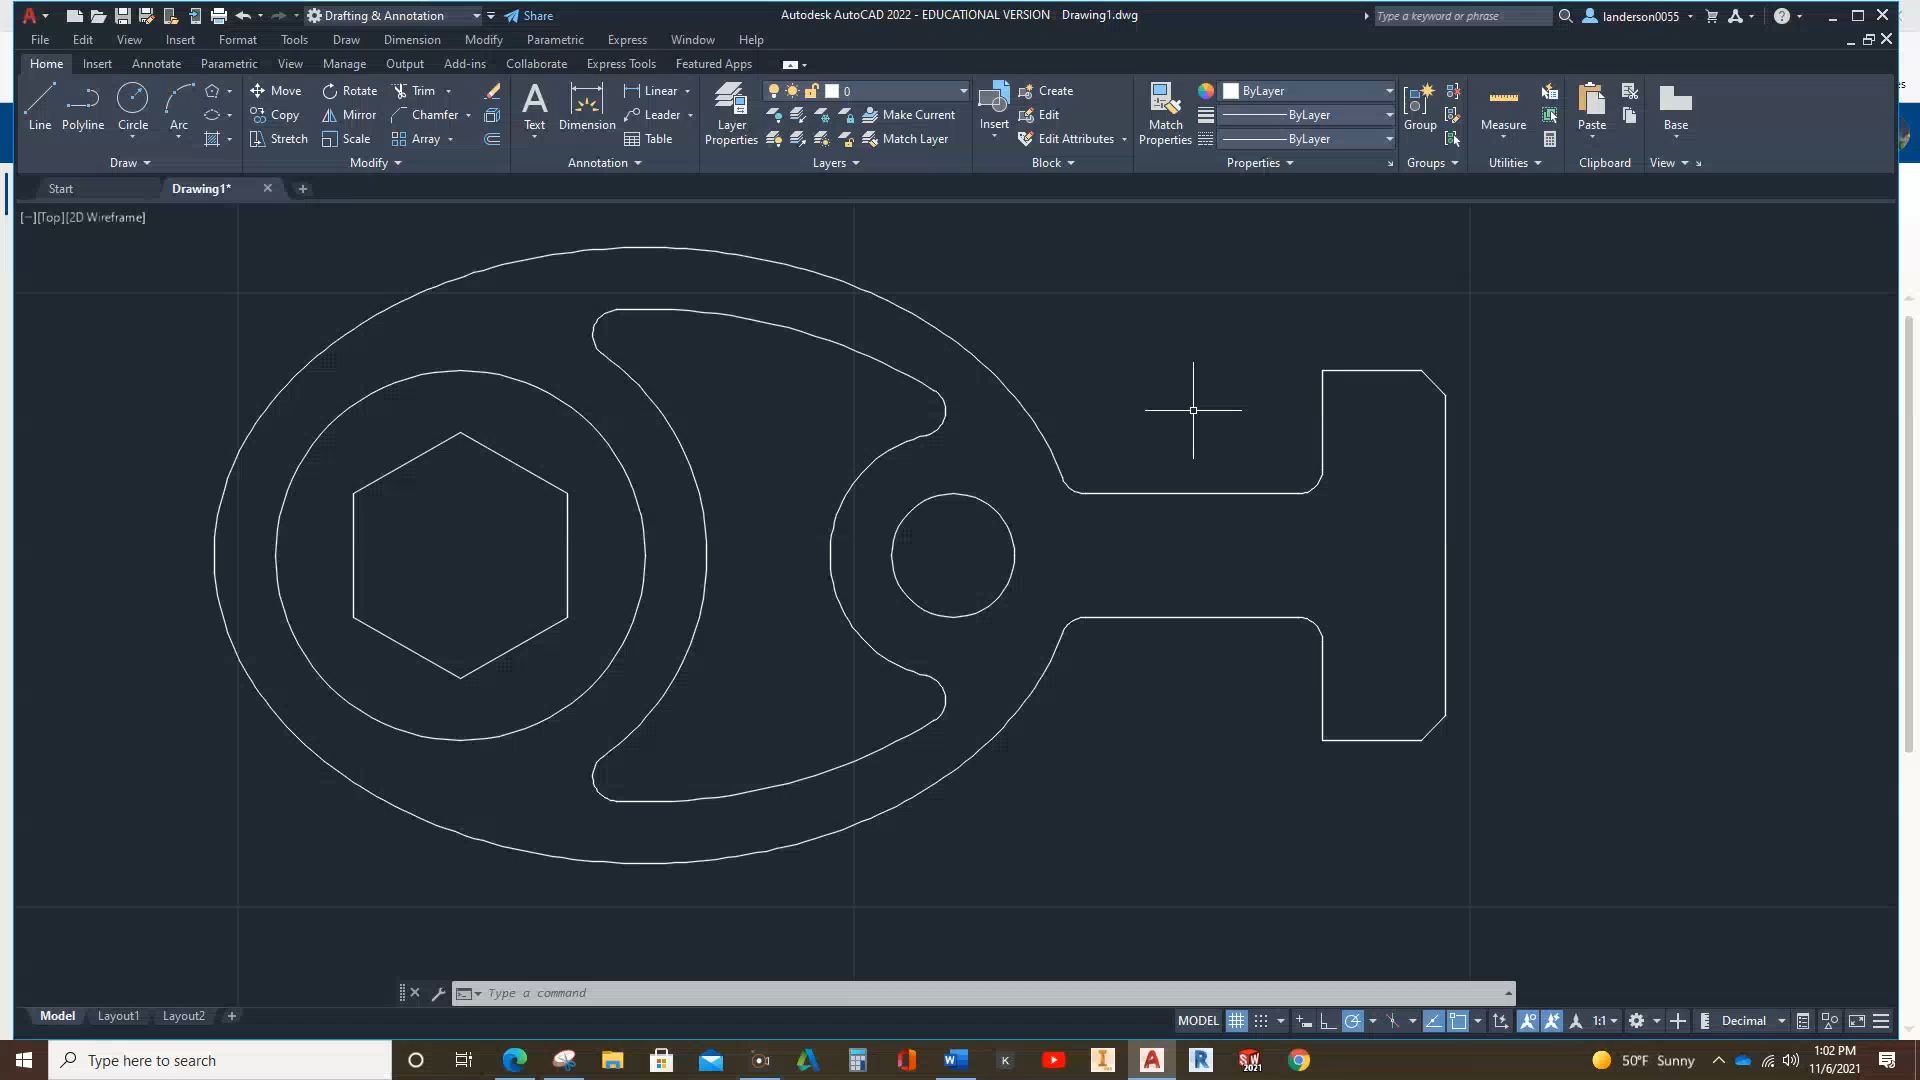 Drafting & Annotation Share Autodesk AutoCAD 2022 - EDUCATIONAL VERSION Drawing1.dwg Type a keyword or phrase landerson0055
File Edit View Insert Format Tools Draw Dimension Modify Parametric Express Window Help
Home Insert Annotate Parametric View Manage Output Add-ins Collaborate Express Tools Featured Apps
Line Polyline Circle Arc
Draw
Move Rotate Trim
Copy Mirror Chamfer
Stretch Scale Array
Modify
Text Dimension
Linear
Leader
Table
Annotation
Layer Properties
0
Make Current
Match Layer
Layers
Insert
Create
Edit
Edit Attributes
Block
Match Properties
ByLayer
ByLayer
ByLayer
Properties
Group
Groups
Measure
Utilities
Paste
Clipboard
Base
View
Start Drawing1*
[−][Top][2D Wireframe]
Type a command
Model Layout1 Layout2
MODEL 1:1 Decimal
Type here to search
W K I A R SW 2021
50°F Sunny
1:02 PM
11/6/2021